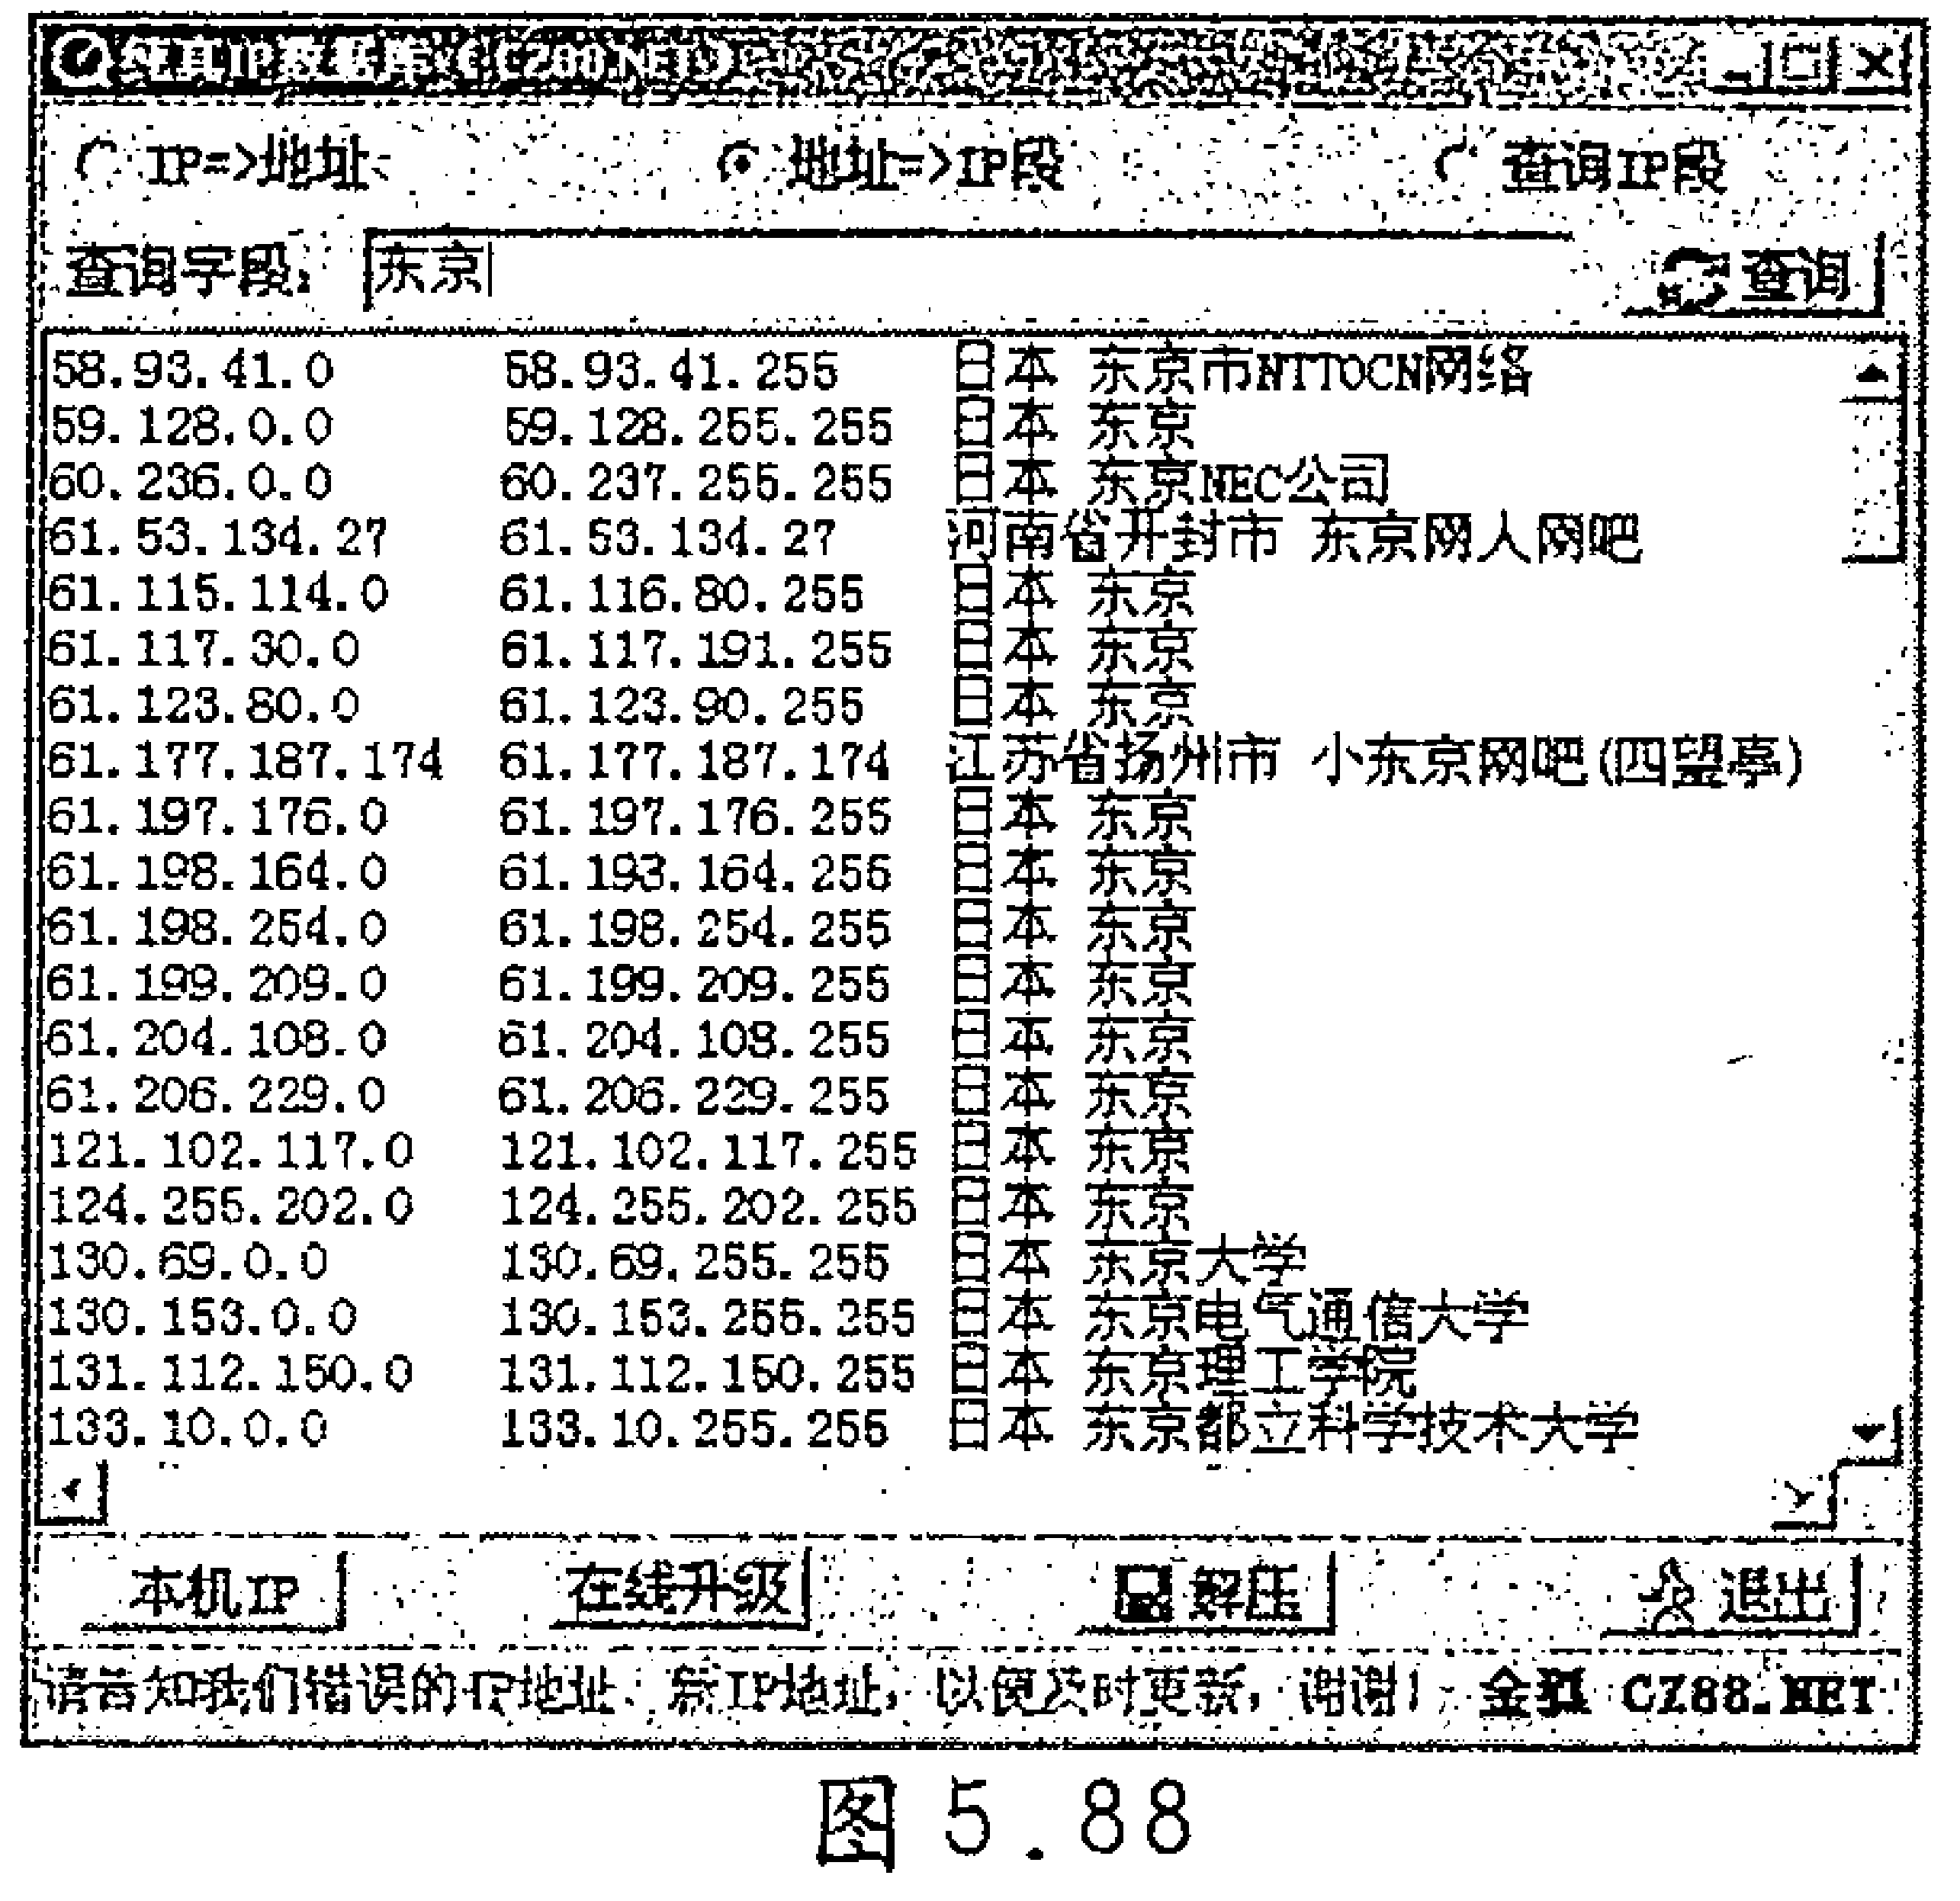 纯真IP数据库(CZ88.NET)
IP=>地址 地址=>IP段 查询IP段
查询字段: 东京 查询
58.93.41.0 58.93.41.255 日本 东京市NTTOCN网络
59.128.0.0 59.128.255.255 日本 东京
60.236.0.0 60.237.255.255 日本 东京NEC公司
61.53.134.27 61.53.134.27 河南省开封市 东京网人网吧
61.115.114.0 61.116.80.255 日本 东京
61.117.30.0 61.117.191.255 日本 东京
61.123.80.0 61.123.90.255 日本 东京
61.177.187.174 61.177.187.174 江苏省扬州市 小东京网吧(四望亭)
61.197.176.0 61.197.176.255 日本 东京
61.198.164.0 61.198.164.255 日本 东京
61.198.254.0 61.198.254.255 日本 东京
61.199.209.0 61.199.209.255 日本 东京
61.204.108.0 61.204.108.255 日本 东京
61.206.229.0 61.206.229.255 日本 东京
121.102.117.0 121.102.117.255 日本 东京
124.255.202.0 124.255.202.255 日本 东京
130.69.0.0 130.69.255.255 日本 东京大学
130.153.0.0 130.153.255.255 日本 东京电气通信大学
131.112.150.0 131.112.150.255 日本 东京理工学院
133.10.0.0 133.10.255.255 日本 东京都立科学技术大学
本机IP 在线升级 解压 退出
请告知我们错误的IP地址、新IP地址，以便及时更新，谢谢! 金狐 CZ88.NET
图 5.88